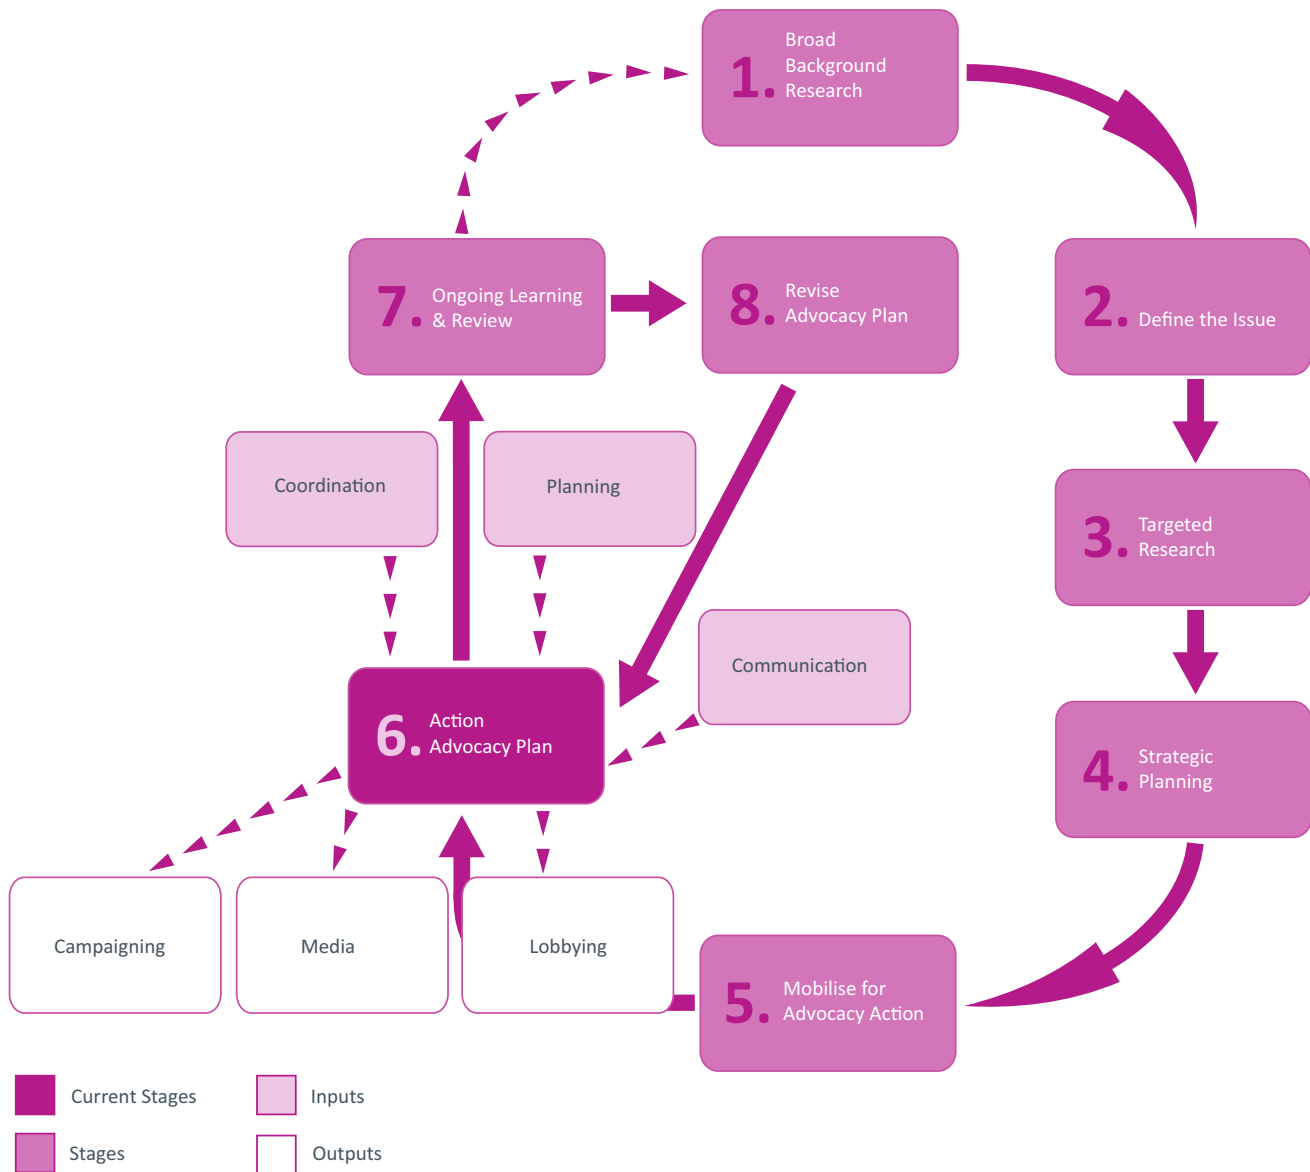 1. Broad
Background
Research
7. Ongoing Learning
& Review
8. Revise
Advocacy Plan
2. Define the Issue
Coordination
Planning
3. Targeted
Research
Communication
6. Action
Advocacy Plan
4. Strategic
Planning
Campaigning
Media
Lobbying
5. Mobilise for
Advocacy Action
Current Stages
Inputs
Stages
Outputs